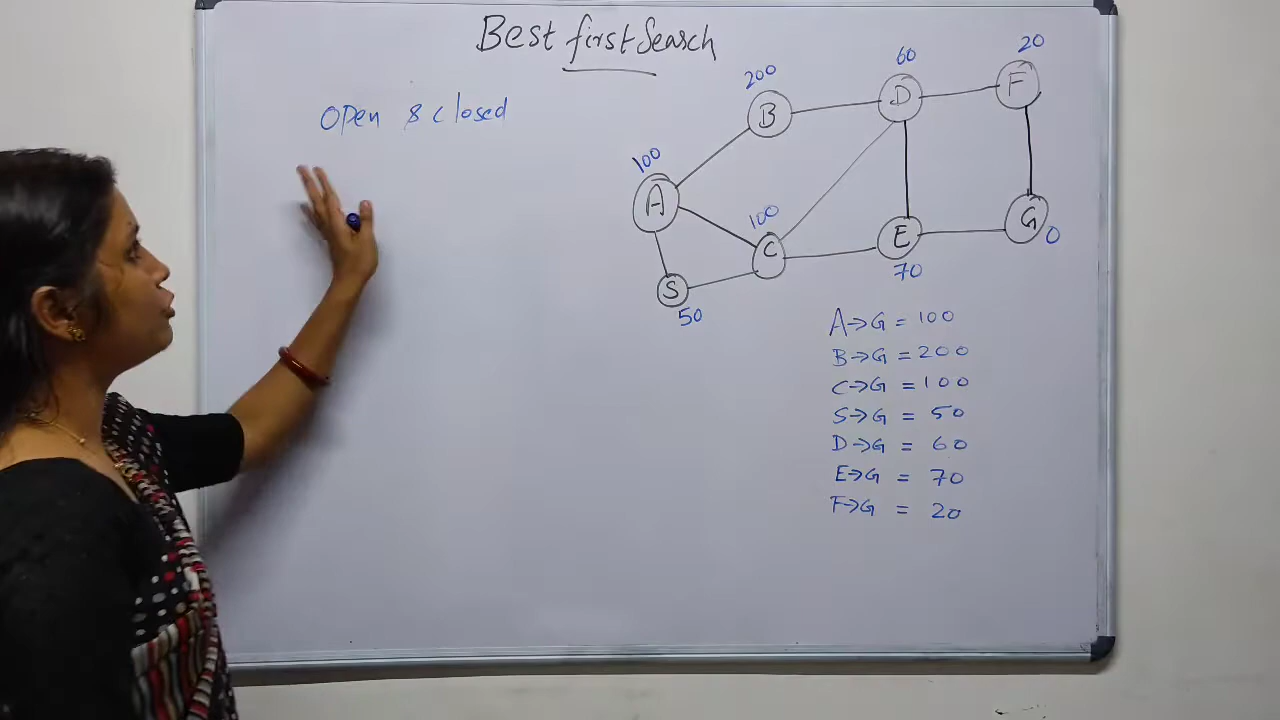 Best first Search
Open & closed
200
60
20
B
D
F
100
A
100
C
E
G
0
S
50
70
A→G = 100
B→G = 200
C→G = 100
S→G = 50
D→G = 60
E→G = 70
F→G = 20